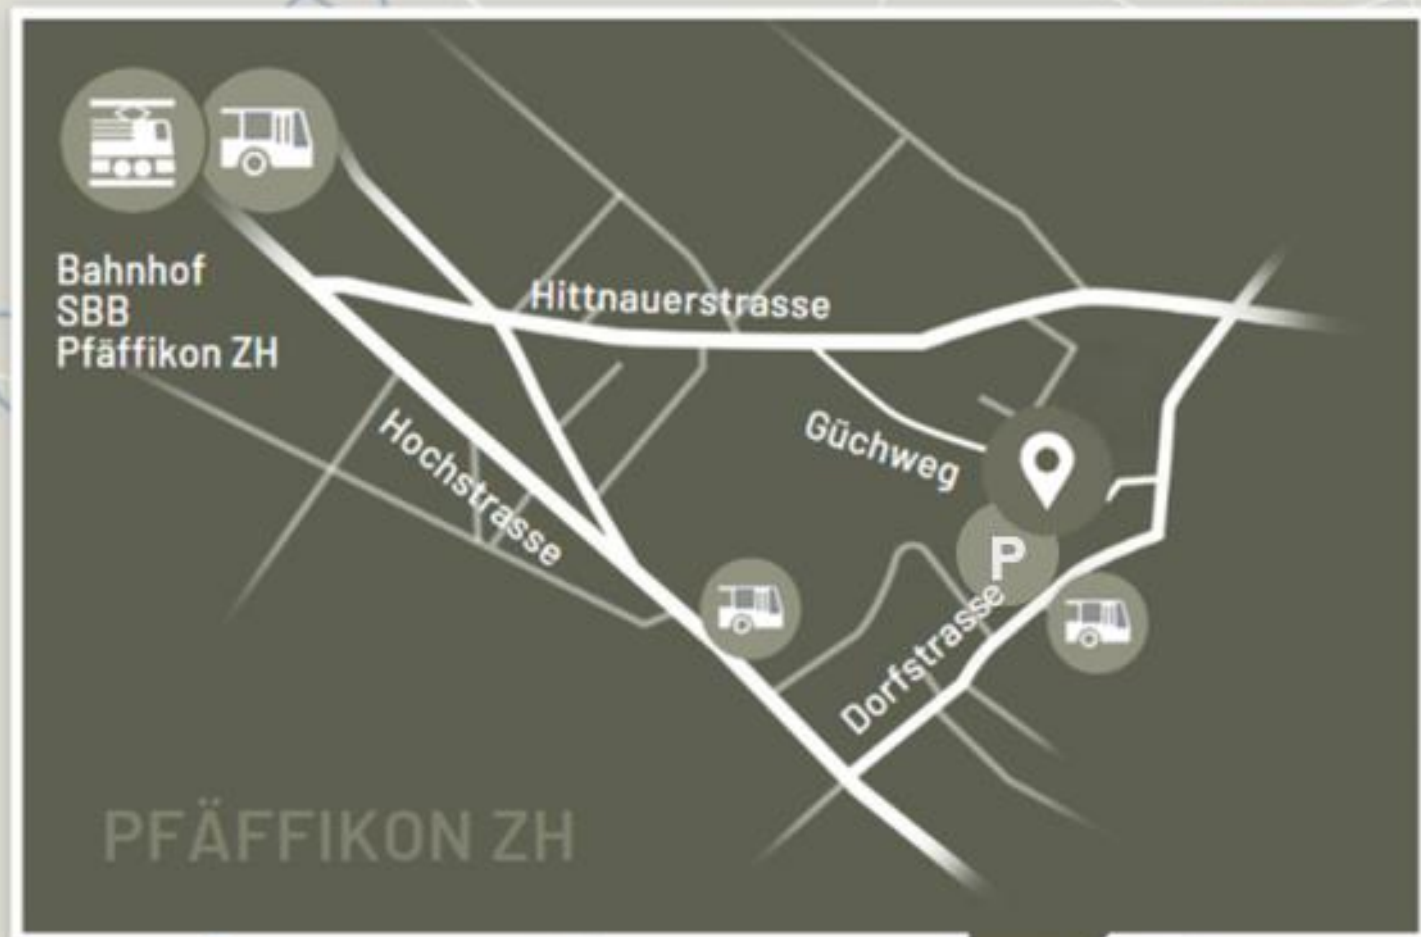 Bahnhof
SBB
Pfäffikon ZH
Hittnauerstrasse
Hochstrasse
Güchweg
P
Dorfstrasse
PFÄFFIKON ZH